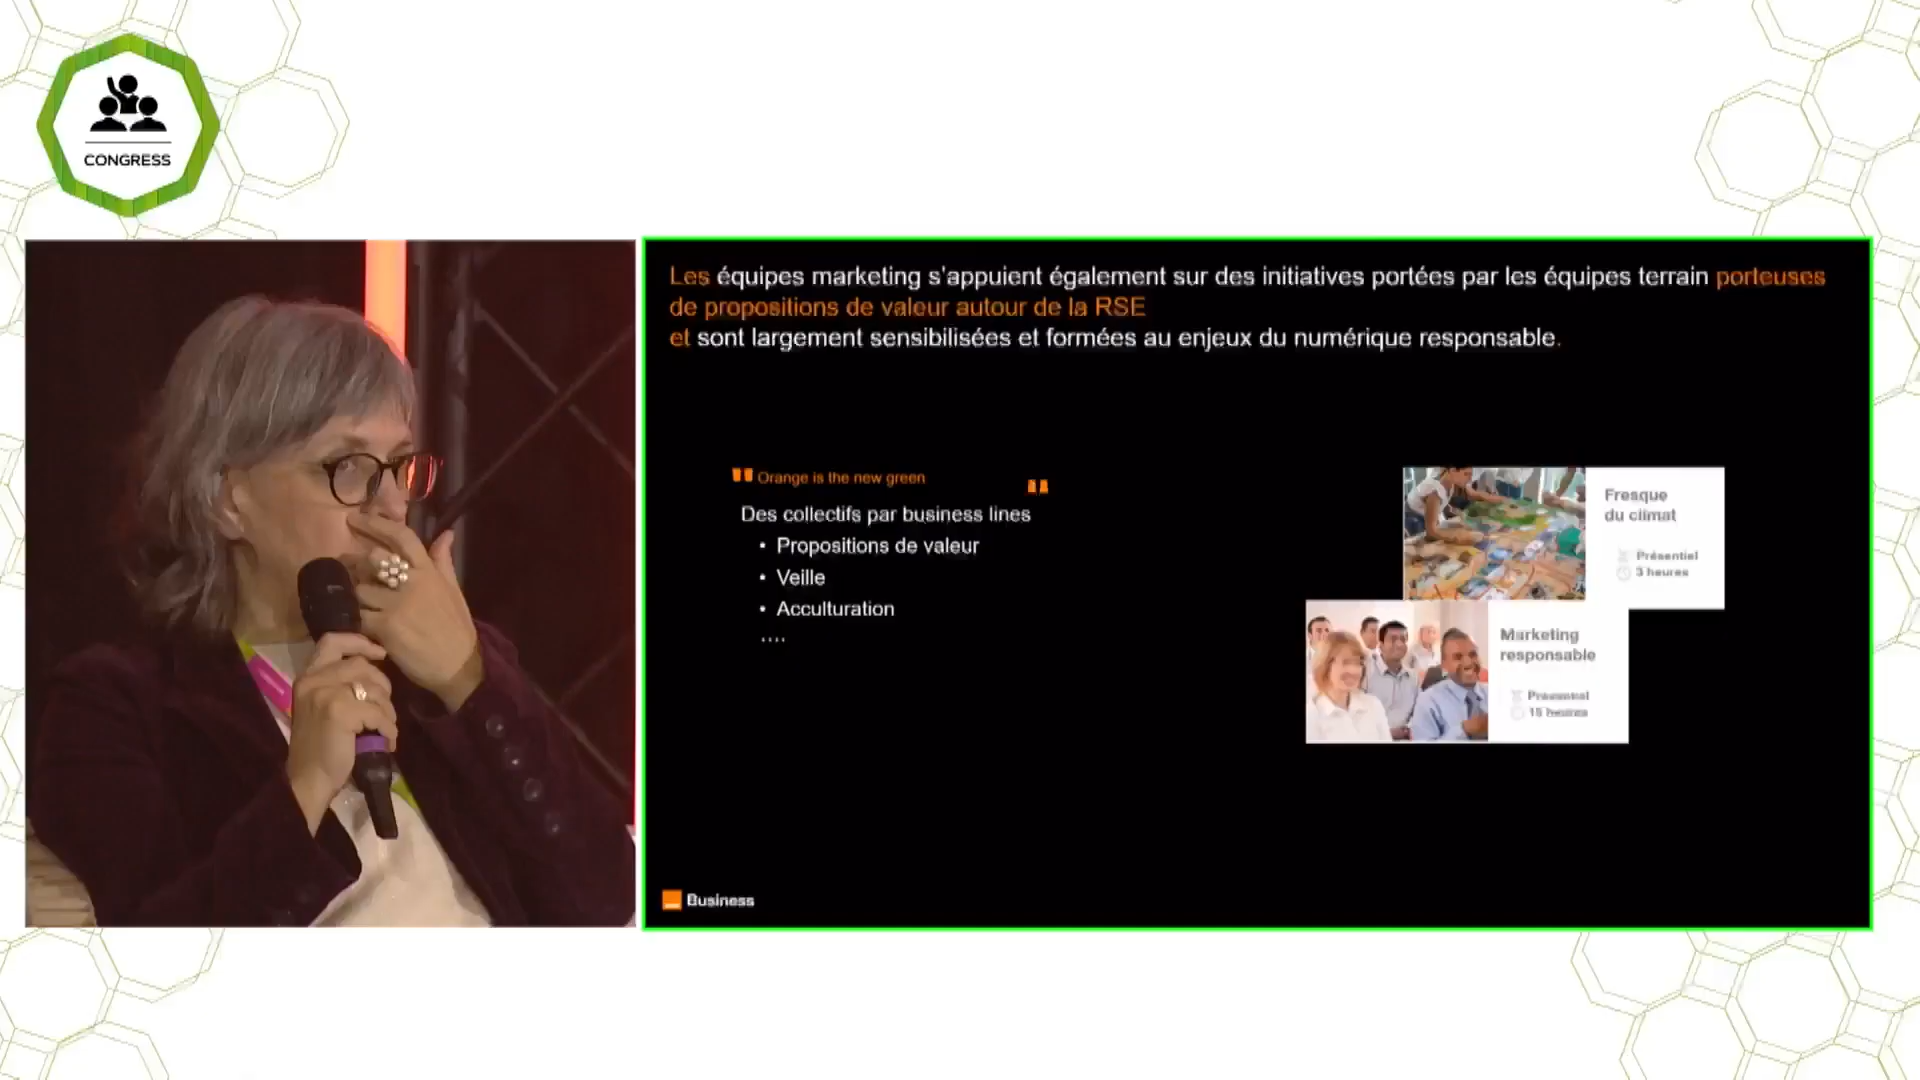 CONGRESS
Les équipes marketing s'appuient également sur des initiatives portées par les équipes terrain porteuses
de propositions de valeur autour de la RSE
et sont largement sensibilisées et formées au enjeux du numérique responsable.
" Orange is the new green "
Des collectifs par business lines
• Propositions de valeur
• Veille
• Acculturation
....
Fresque
du climat
Présentiel
3 heures
Marketing
responsable
Présentiel
15 heures
Business